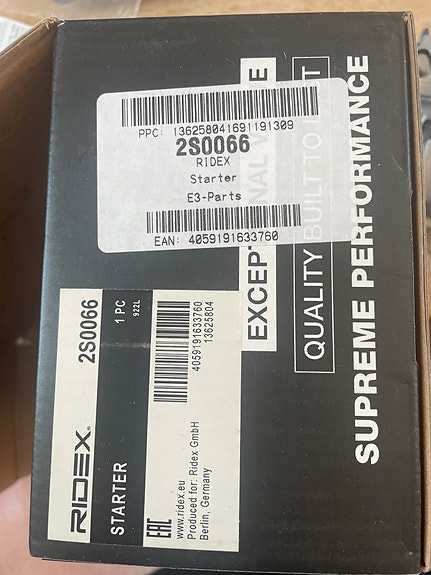 PPC: 136258041691191309
2S0066
RIDEX
Starter
E3-Parts
EAN: 4059191633760
RIDEX®
2S0066
STARTER
1 PC
922L
4059191633760
13625804
EAC
www.ridex.eu
Produced for: Ridex GmbH
Berlin, Germany
QUALITY BUILT TO
SUPREME PERFORMANCE